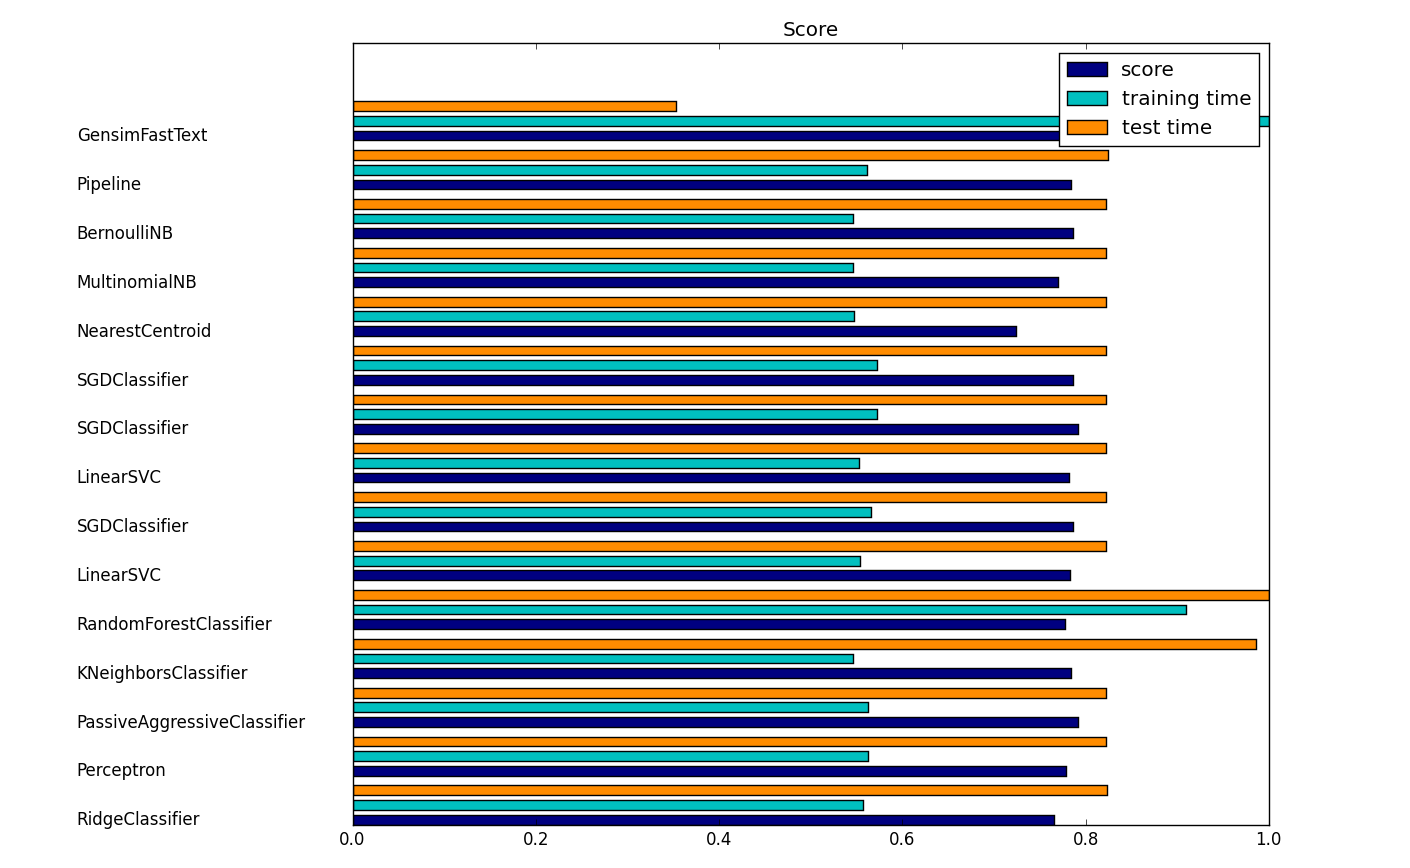 Score
score
training time
test time
GensimFastText
Pipeline
BernoulliNB
MultinomialNB
NearestCentroid
SGDClassifier
SGDClassifier
LinearSVC
SGDClassifier
LinearSVC
RandomForestClassifier
KNeighborsClassifier
PassiveAggressiveClassifier
Perceptron
RidgeClassifier
0.0 0.2 0.4 0.6 0.8 1.0